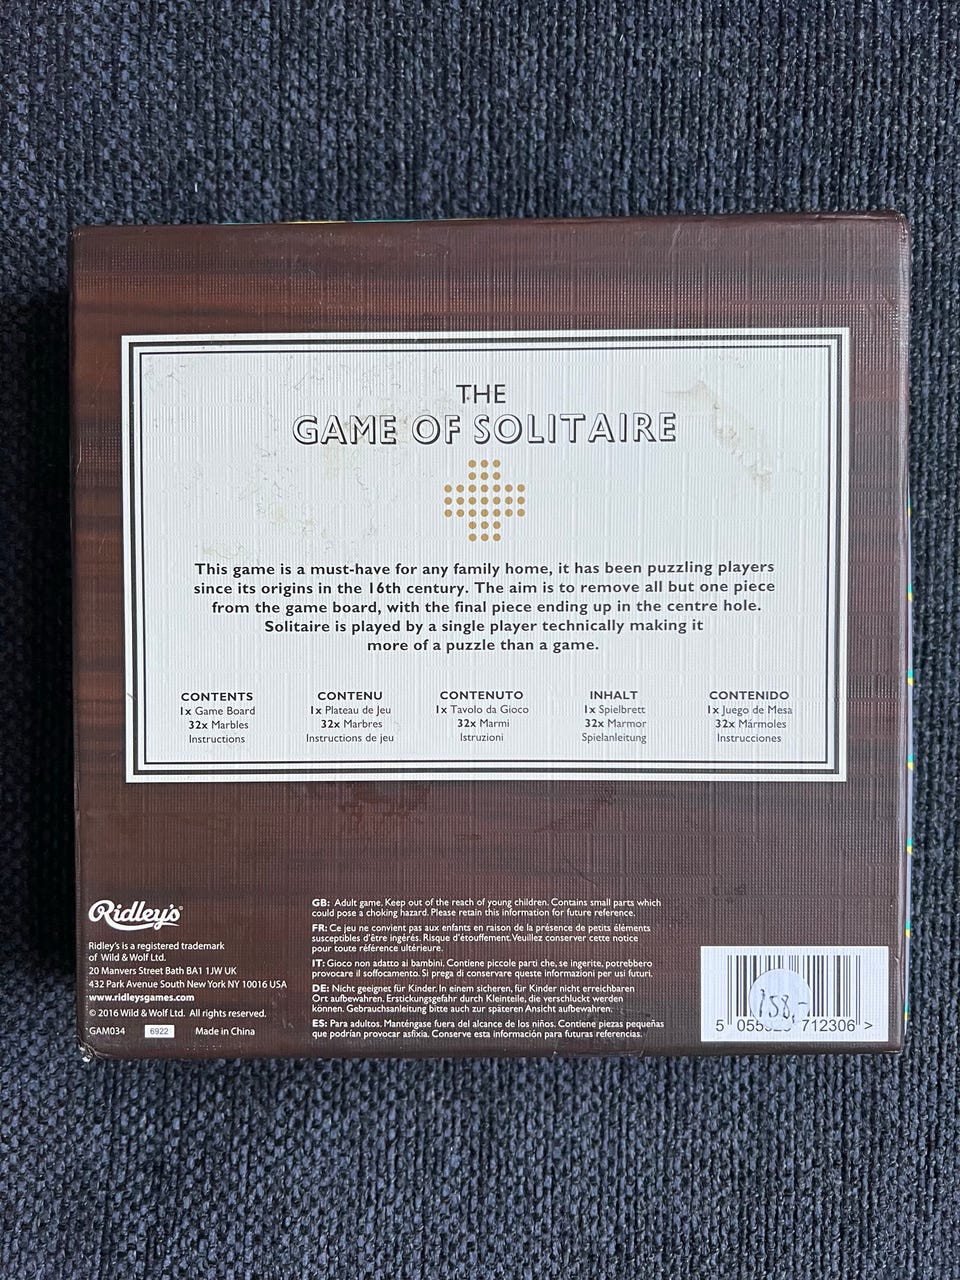 THE
GAME OF SOLITAIRE
This game is a must-have for any family home, it has been puzzling players
since its origins in the 16th century. The aim is to remove all but one piece
from the game board, with the final piece ending up in the centre hole.
Solitaire is played by a single player technically making it
more of a puzzle than a game.
CONTENTS
1x Game Board
32x Marbles
Instructions
CONTENU
1x Plateau de Jeu
32x Marbres
Instructions de jeu
CONTENUTO
1x Tavolo da Gioco
32x Marmi
Istruzioni
INHALT
1x Spielbrett
32x Marmor
Spielanleitung
CONTENIDO
1x Juego de Mesa
32x Mármoles
Instrucciones
Ridley's
Ridley's is a registered trademark
of Wild & Wolf Ltd.
20 Manvers Street Bath BA1 1JW UK
432 Park Avenue South New York NY 10016 USA
www.ridleysgames.com
© 2016 Wild & Wolf Ltd. All rights reserved.
GAM034 6922 Made in China
GB: Adult game. Keep out of the reach of young children. Contains small parts which
could pose a choking hazard. Please retain this information for future reference.
FR: Ce jeu ne convient pas aux enfants en raison de la présence de petits éléments
susceptibles d'être ingérés. Risque d'étouffement. Veuillez conserver cette notice
pour toute référence ultérieure.
IT: Gioco non adatto ai bambini. Contiene piccole parti che, se ingerite, potrebbero
provocare il soffocamento. Si prega di conservare queste informazioni per usi futuri.
DE: Nicht geeignet für Kinder. In einem sicheren, für Kinder nicht erreichbaren
Ort aufbewahren. Erstickungsgefahr durch Kleinteile, die verschluckt werden
können. Gebrauchsanleitung bitte auch zur späteren Ansicht aufbewahren.
ES: Para adultos. Manténgase fuera del alcance de los niños. Contiene piezas pequeñas
que podrían provocar asfixia. Conserve esta información para futuras referencias.
158,-
5 712306 >